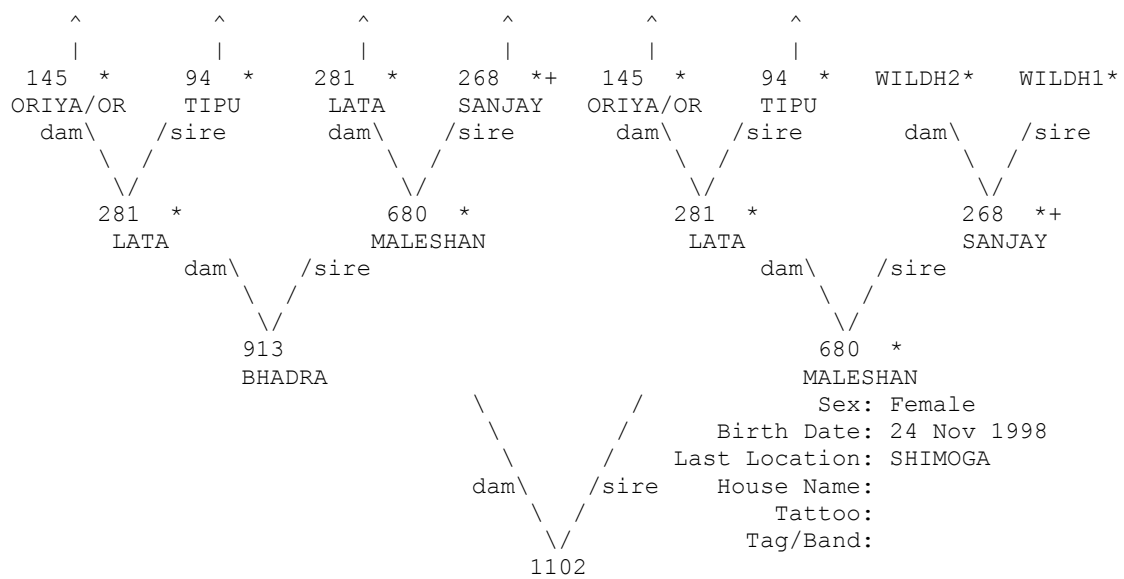 ^ ^ ^ ^ ^ ^
| | | | | |
145 * 94 * 281 * 268 *+ 145 * 94 * WILDH2* WILDH1*
ORIYA/OR TIPU LATA SANJAY ORIYA/OR TIPU
dam\ /sire dam\ /sire dam\ /sire dam\ /sire
\ / \ / \ / \ /
\/ \/ \/ \/
281 * 680 * 281 * 268 *+
LATA MALESHAN LATA SANJAY
dam\ /sire dam\ /sire
\ / \ /
\/ \/
913 680 *
BHADRA MALESHAN
\ / Sex: Female
\ / Birth Date: 24 Nov 1998
\ / Last Location: SHIMOGA
dam\ /sire House Name:
\ / Tattoo:
\/ Tag/Band:
1102